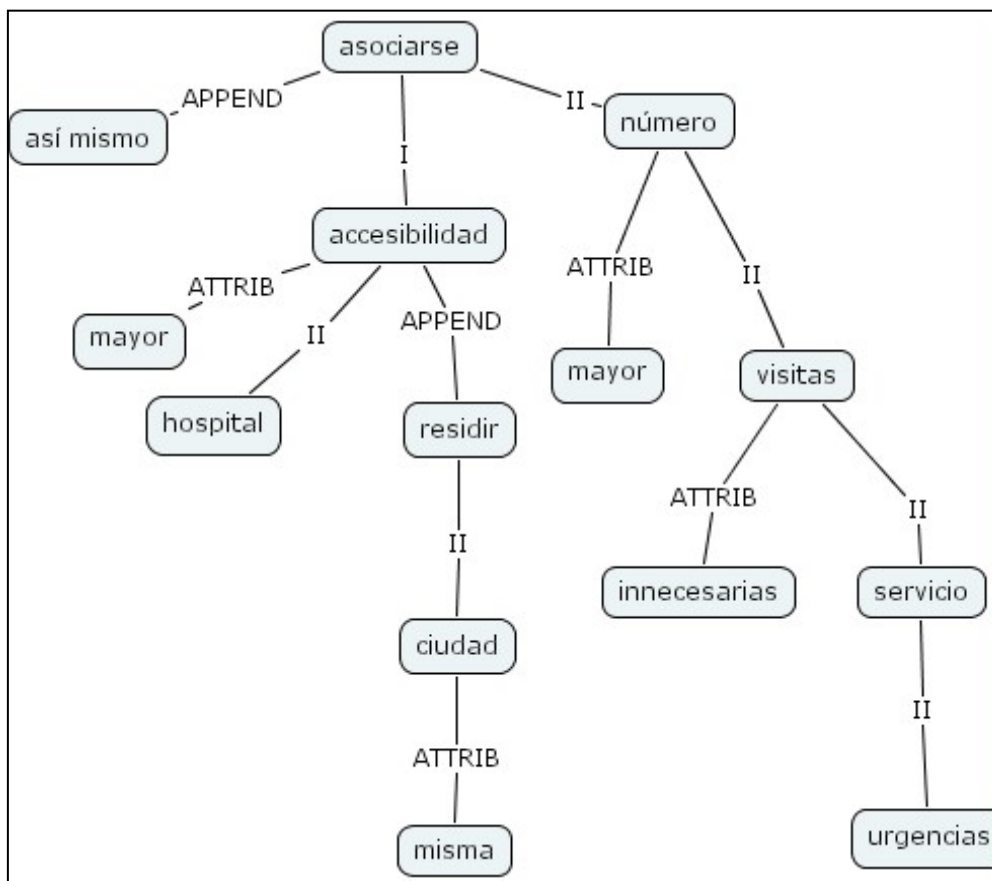 asociarse
APPEND
II
así mismo
número
I
accesibilidad
ATTRIB
ATTRIB
II
mayor
II
APPEND
mayor
visitas
hospital
residir
ATTRIB
II
II
innecesarias
servicio
ciudad
II
ATTRIB
misma
urgencias